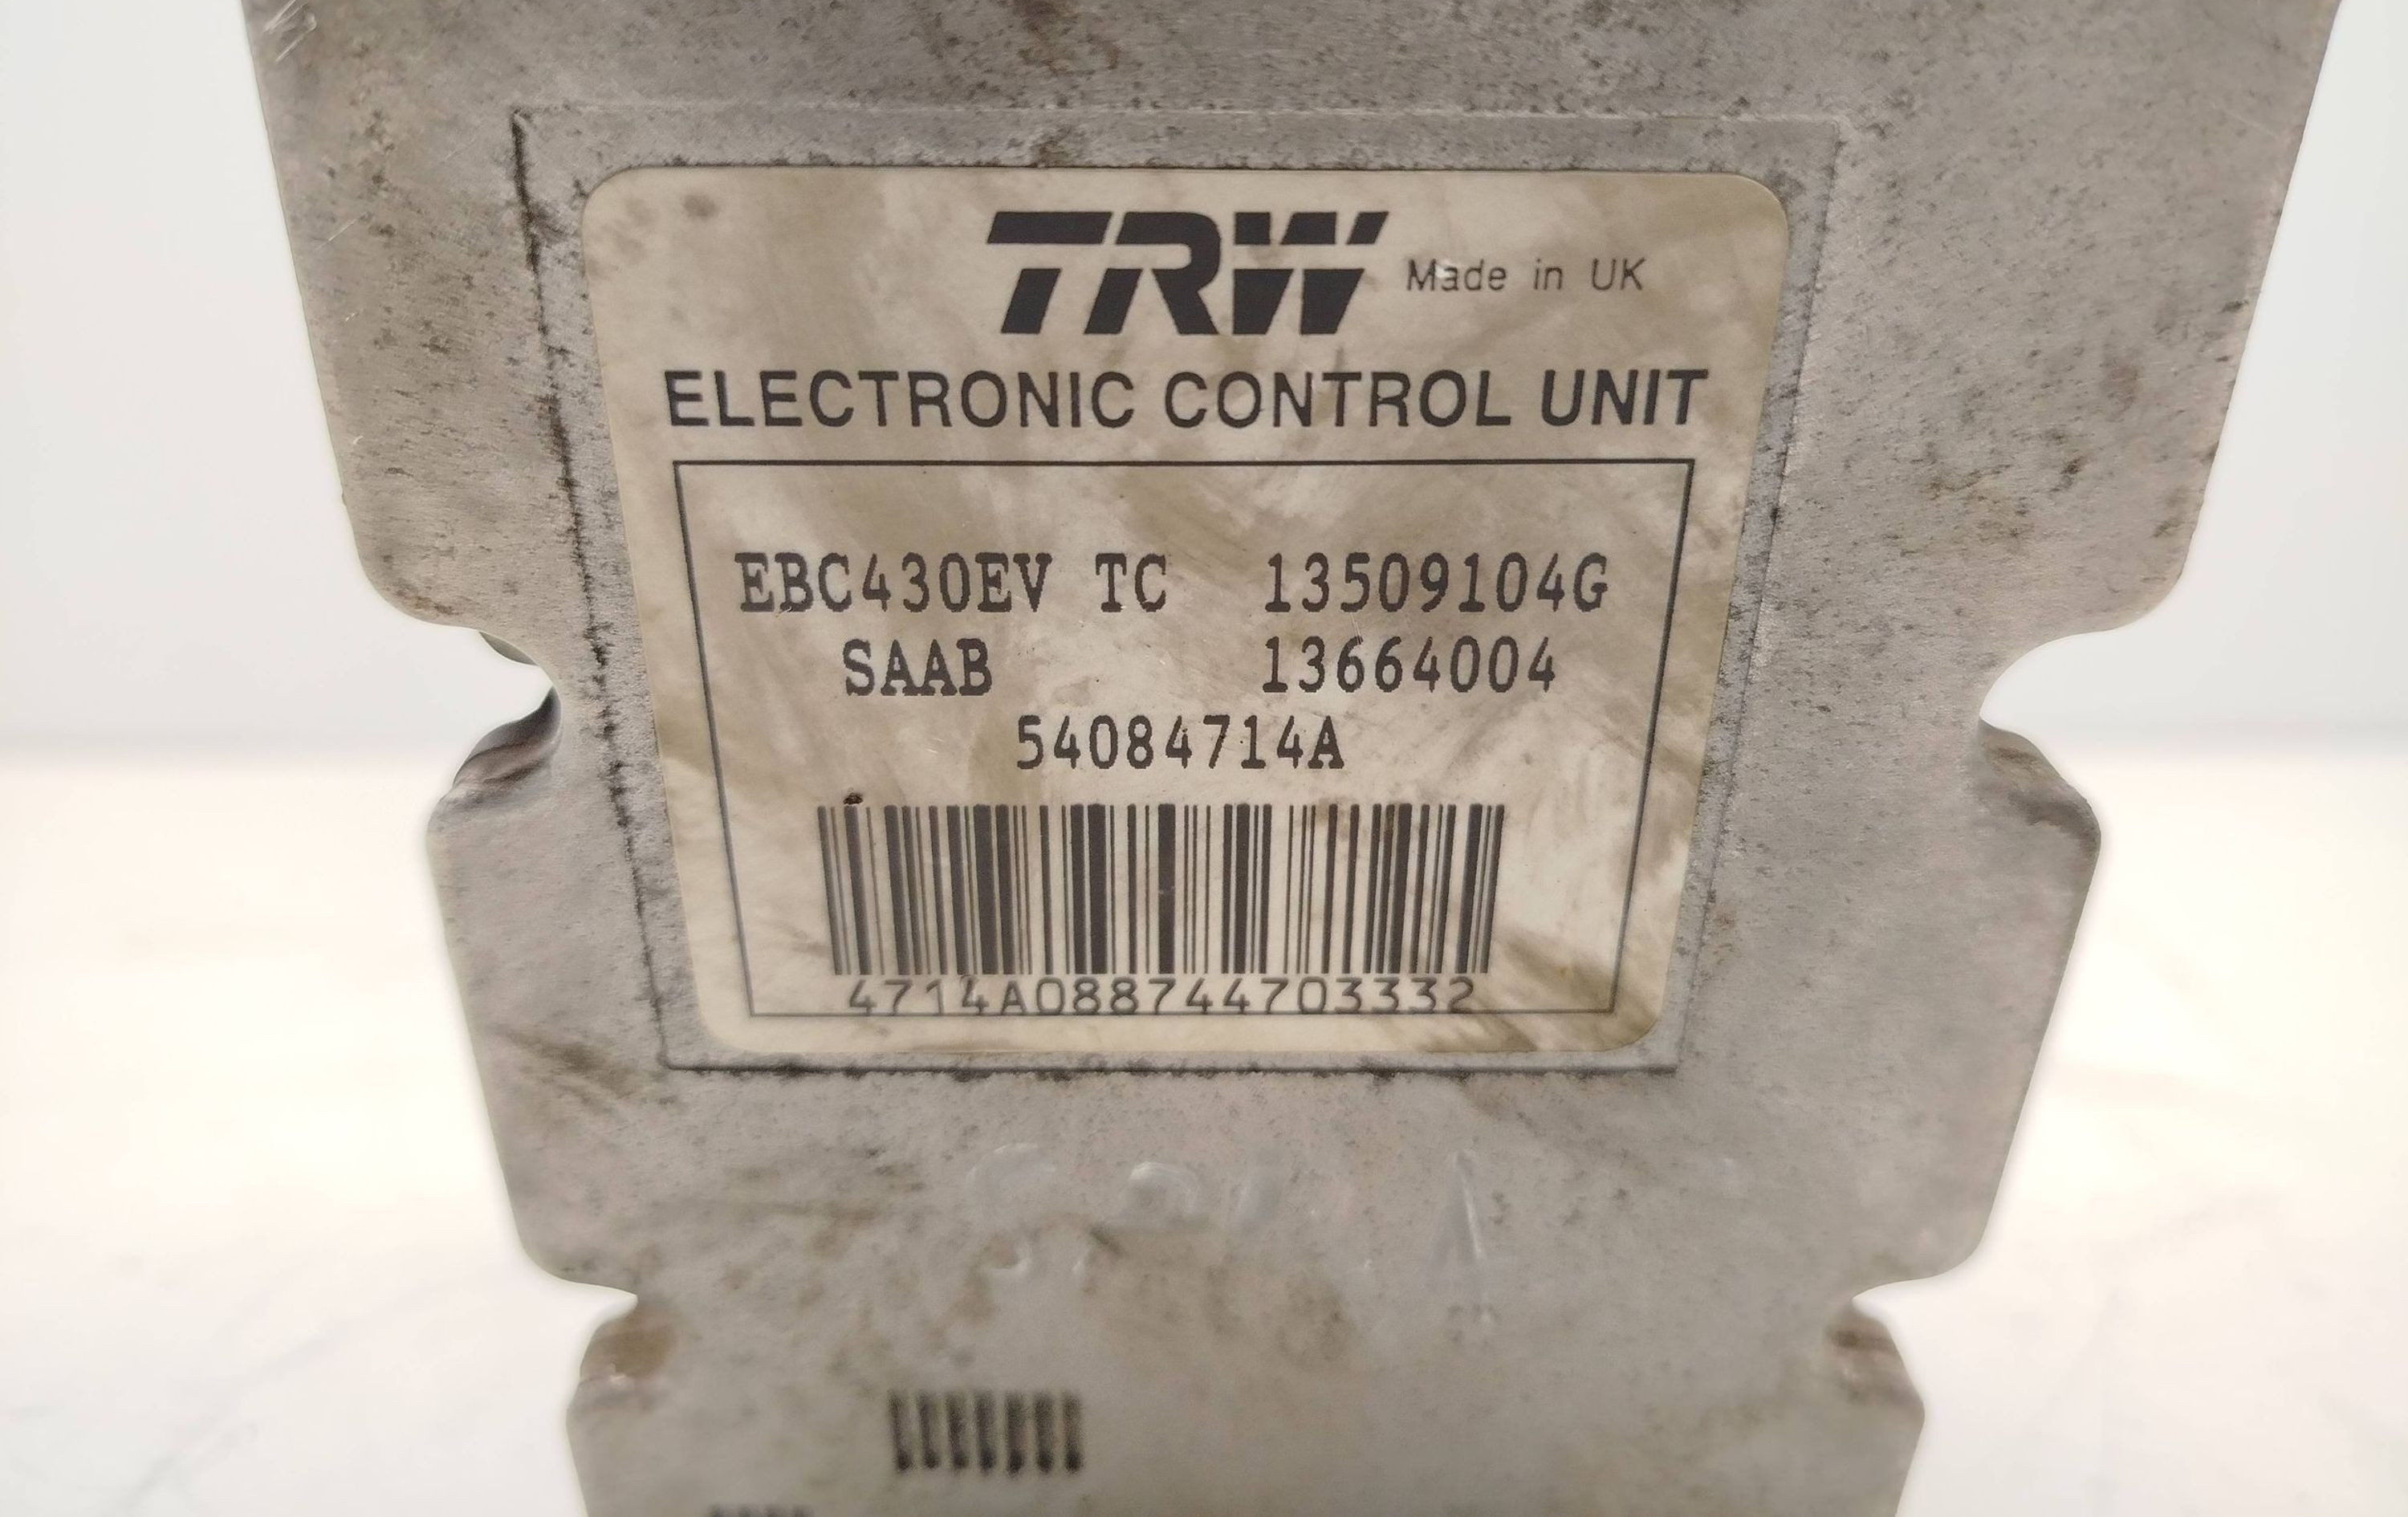 TRW Made in UK
ELECTRONIC CONTROL UNIT
EBC430EV TC 13509104G
SAAB 13664004
54084714A
4714A088744703332